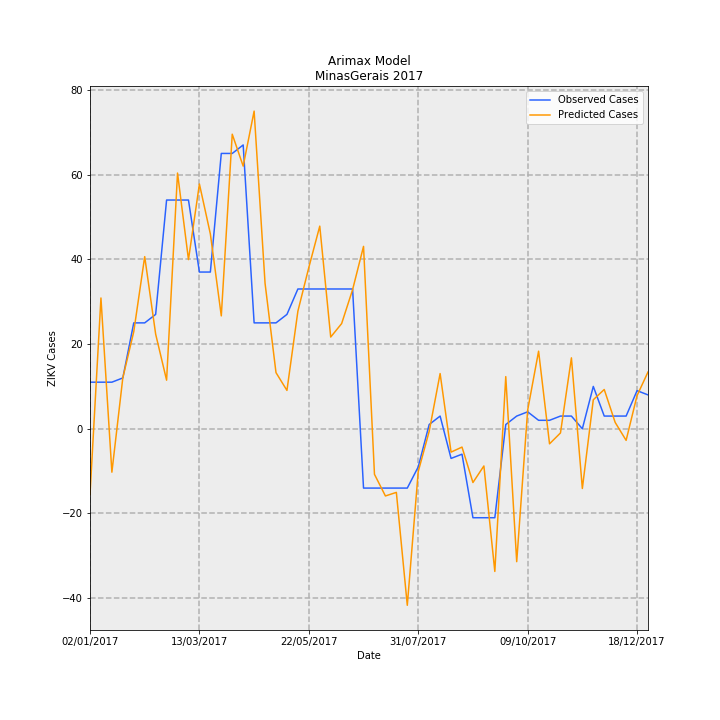 Arimax Model
MinasGerais 2017
Observed Cases
Predicted Cases
80
60
40
20
0
−20
−40
ZIKV Cases
02/01/2017
13/03/2017
22/05/2017
31/07/2017
09/10/2017
18/12/2017
Date